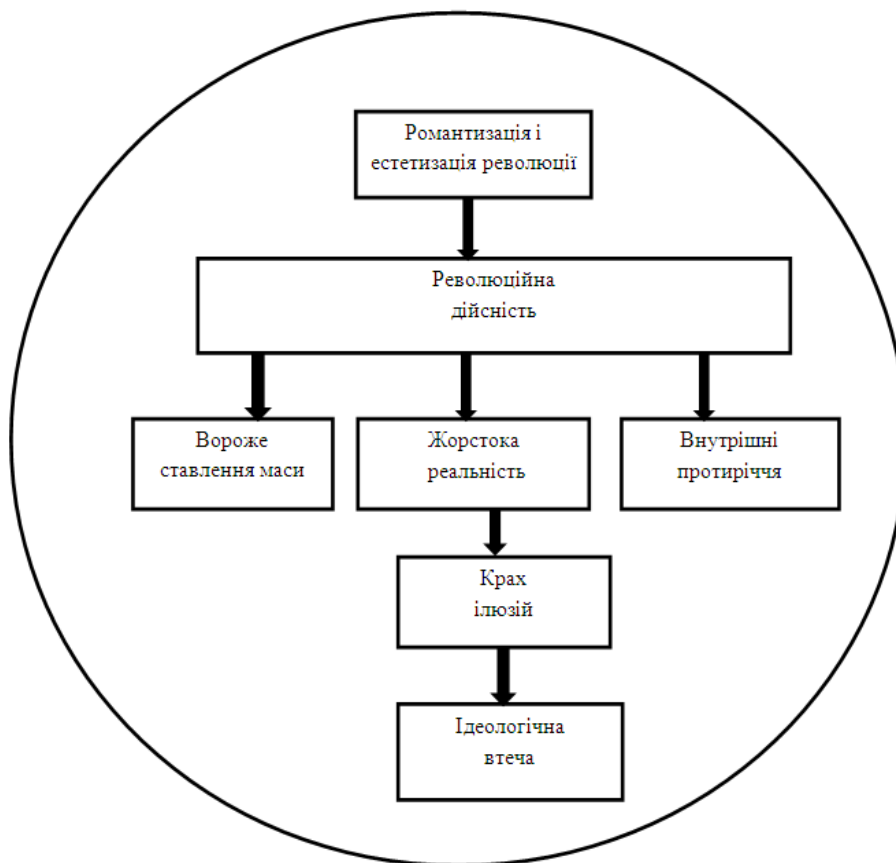 Романтизація і
естетизація революції
Революційна
дійсність
Вороже
ставлення маси
Жорстока
реальність
Внутрішні
протиріччя
Крах
ілюзій
Ідеологічна
втеча